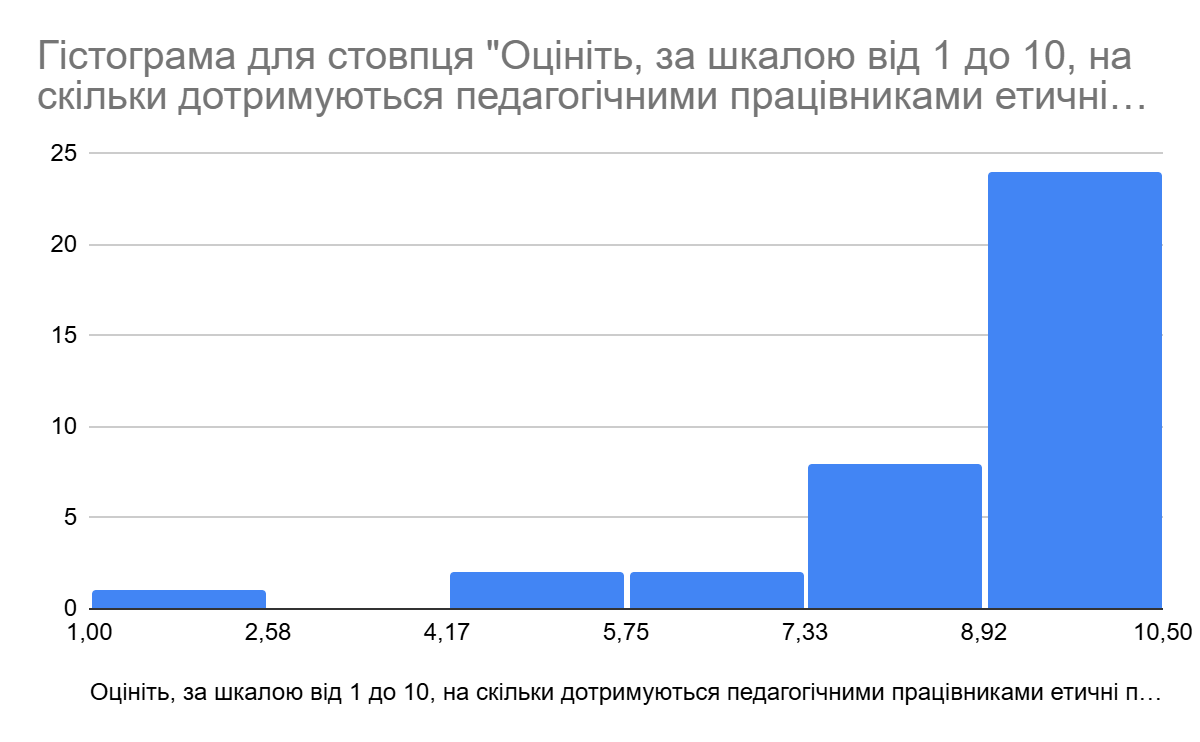 Гістограма для стовпця "Оцініть, за шкалою від 1 до 10, на
скільки дотримуються педагогічними працівниками етичні…
25
20
15
10
5
0
1,00 2,58 4,17 5,75 7,33 8,92 10,50
Оцініть, за шкалою від 1 до 10, на скільки дотримуються педагогічними працівниками етичні п…